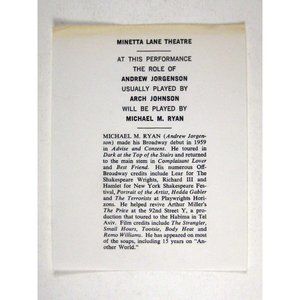 MINETTA LANE THEATRE
AT THIS PERFORMANCE
THE ROLE OF
ANDREW JORGENSON
USUALLY PLAYED BY
ARCH JOHNSON
WILL BE PLAYED BY
MICHAEL M. RYAN
MICHAEL M. RYAN (Andrew Jorgen-
son) made his Broadway debut in 1959
in Advise and Consent. He toured in
Dark at the Top of the Stairs and returned
to the main stem in Complaisant Lover
and Best Friend. His numerous Off-
Broadway credits include Lear for The
Shakespeare Wrights, Richard III and
Hamlet for New York Shakespeare Fes-
tival, Portrait of the Artist, Hedda Gabler
and The Terrorists at Playwrights Hori-
zons. He helped revive Arthur Miller's
The Price at the 92nd Street Y, a pro-
duction that toured to the Habima in Tel
Aviv. Film credits include The Strangler,
Small Hours, Tootsie, Body Heat and
Remo Williams. He has appeared on most
of the soaps, including 15 years on "An-
other World."